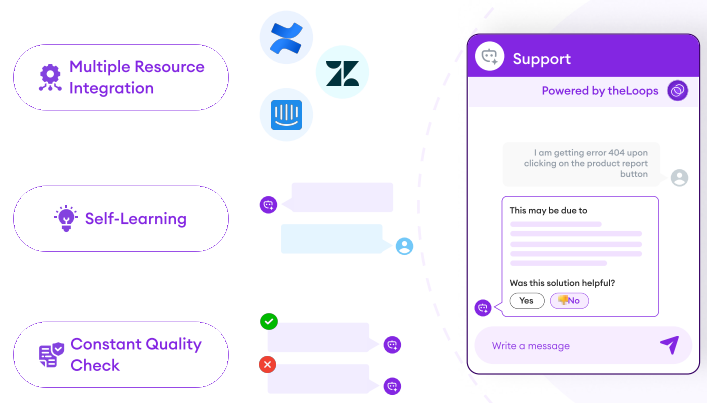 Multiple Resource
Integration
Self-Learning
Constant Quality
Check
Support
Powered by theLoops
I am getting error 404 upon
clicking on the product report
button
This may be due to
Was this solution helpful?
Yes
No
Write a message